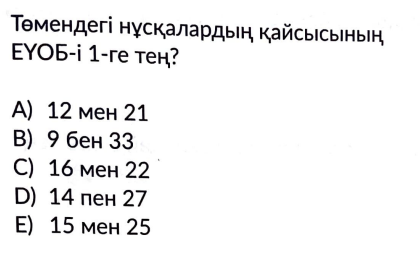 Төмендегі нұсқалардың қайсысының
ЕҮОБ-і 1-ге тең?
A) 12 мен 21
B) 9 бен 33
C) 16 мен 22
D) 14 пен 27
E) 15 мен 25